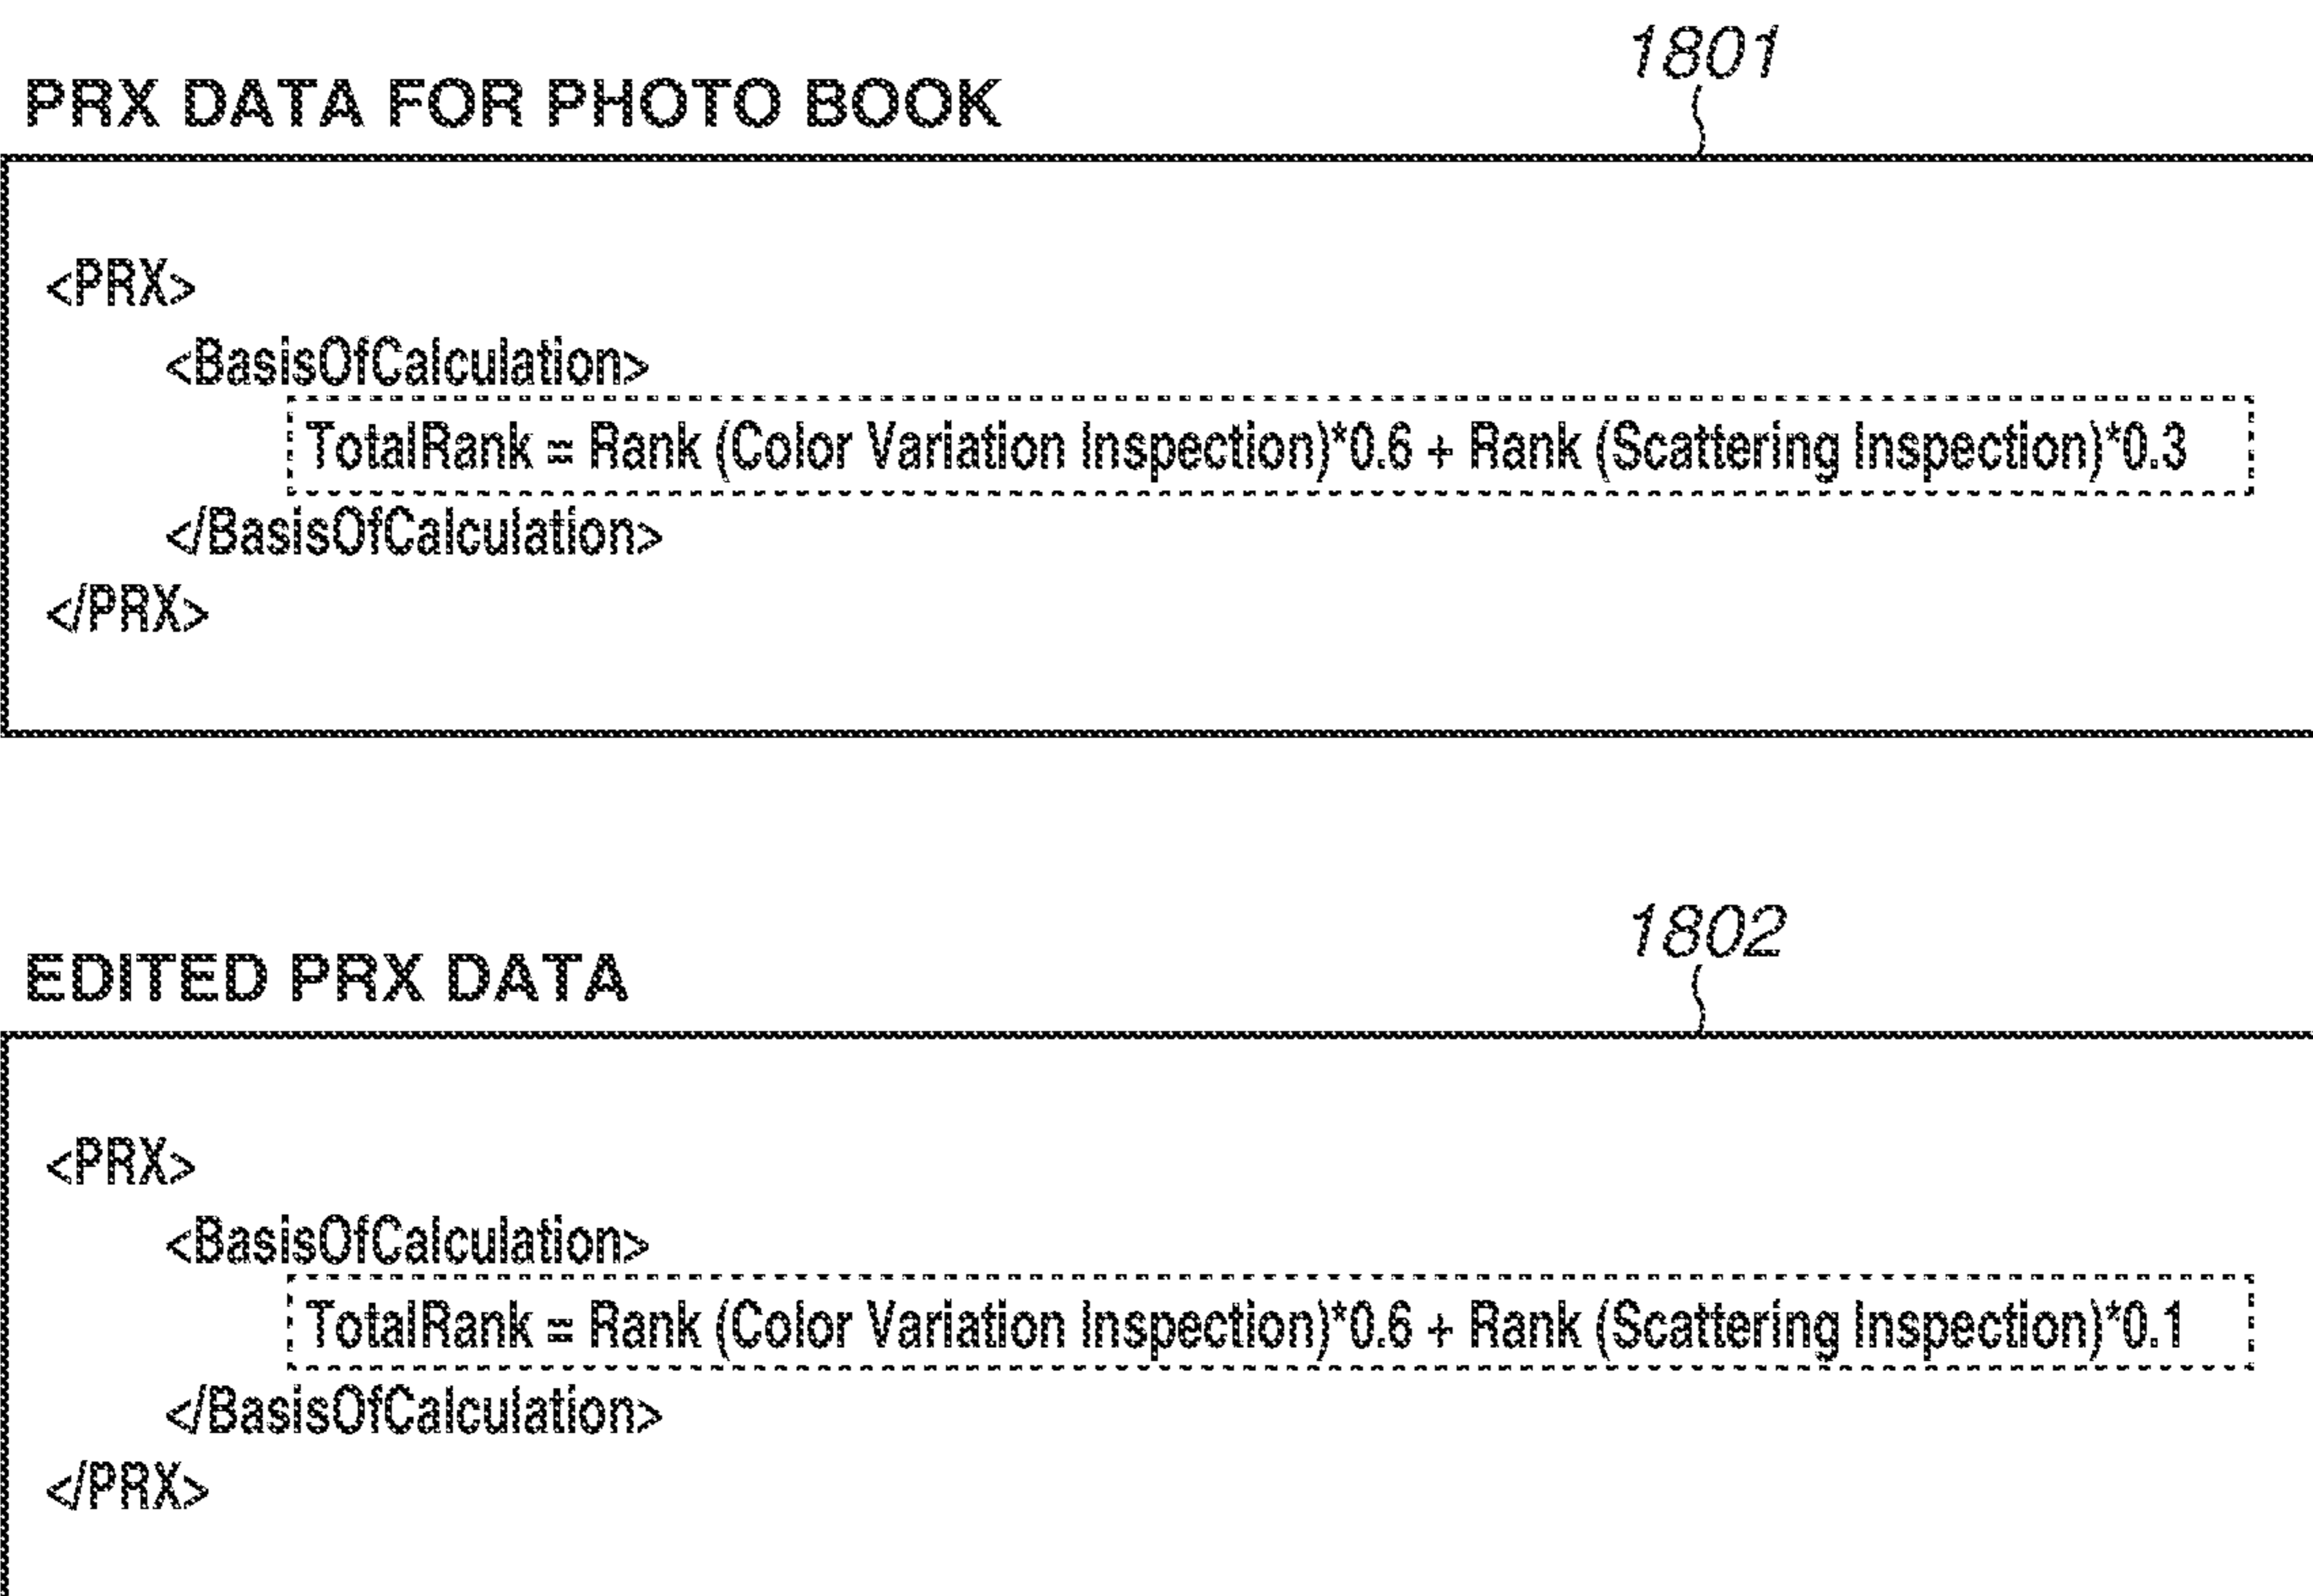 1801
PRX DATA FOR PHOTO BOOK
<PRX>
<BasisOfCalculation>
TotalRank = Rank (Color Variation Inspection)*0.6 + Rank (Scattering Inspection)*0.3
</BasisOfCalculation>
</PRX>
1802
EDITED PRX DATA
<PRX>
<BasisOfCalculation>
TotalRank = Rank (Color Variation Inspection)*0.6 + Rank (Scattering Inspection)*0.1
</BasisOfCalculation>
</PRX>